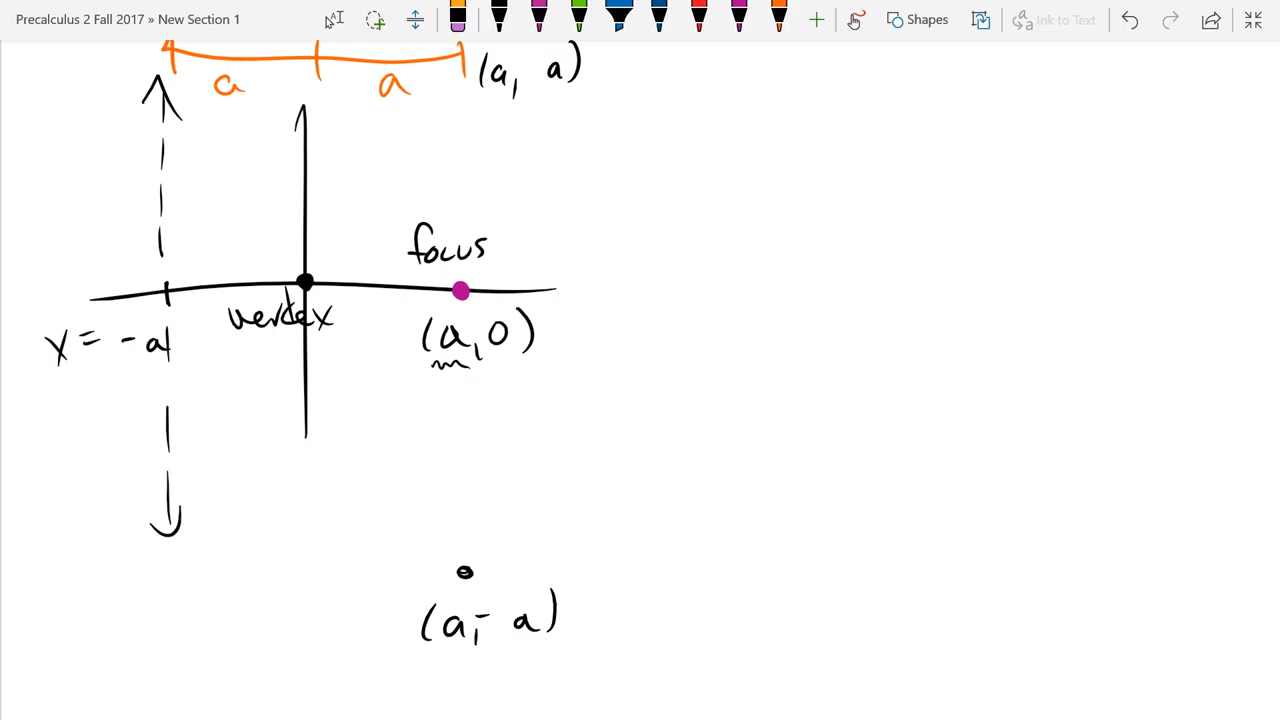 Precalculus 2 Fall 2017 » New Section 1
Shapes
Ink to Text
a a (a, a)
focus
vertex
x = -a
(a, 0)
(a, - a)